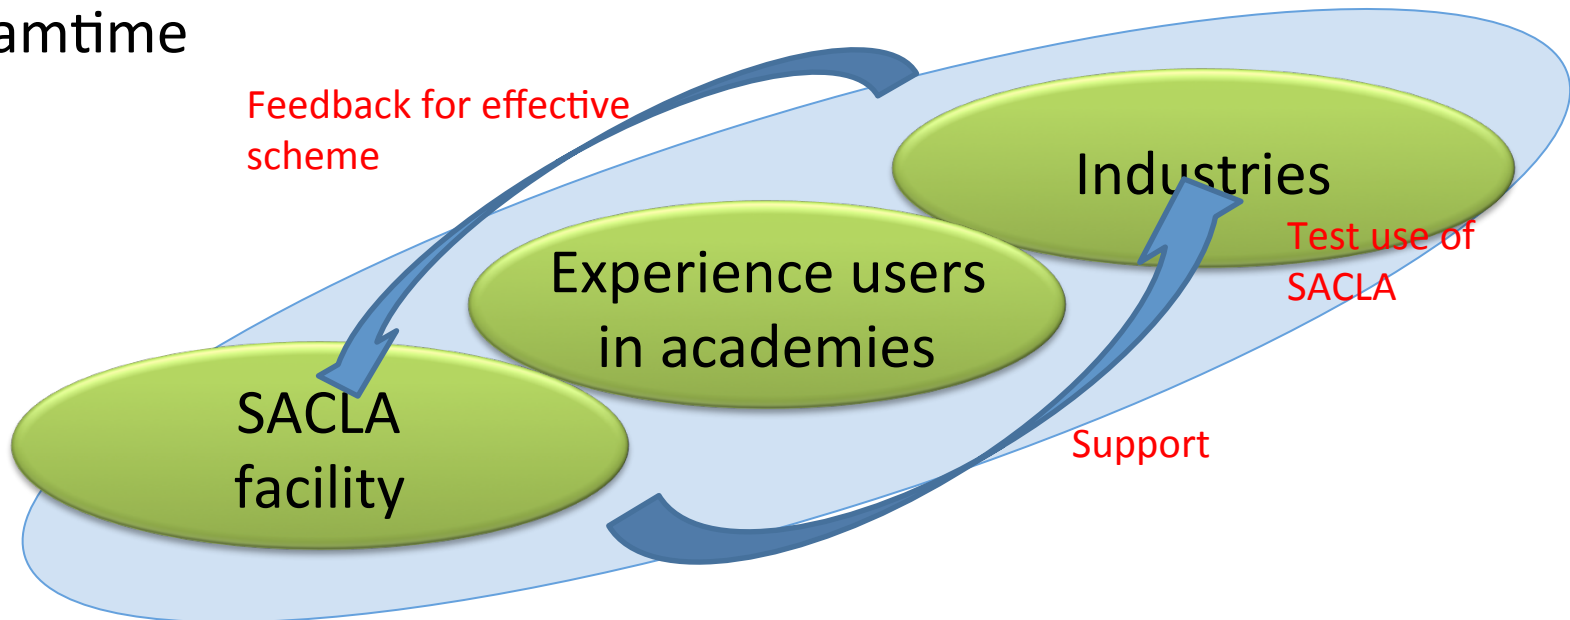 amtime
Feedback for effective
scheme
Industries
Test use of
SACLA
Experience users
in academies
SACLA
facility
Support